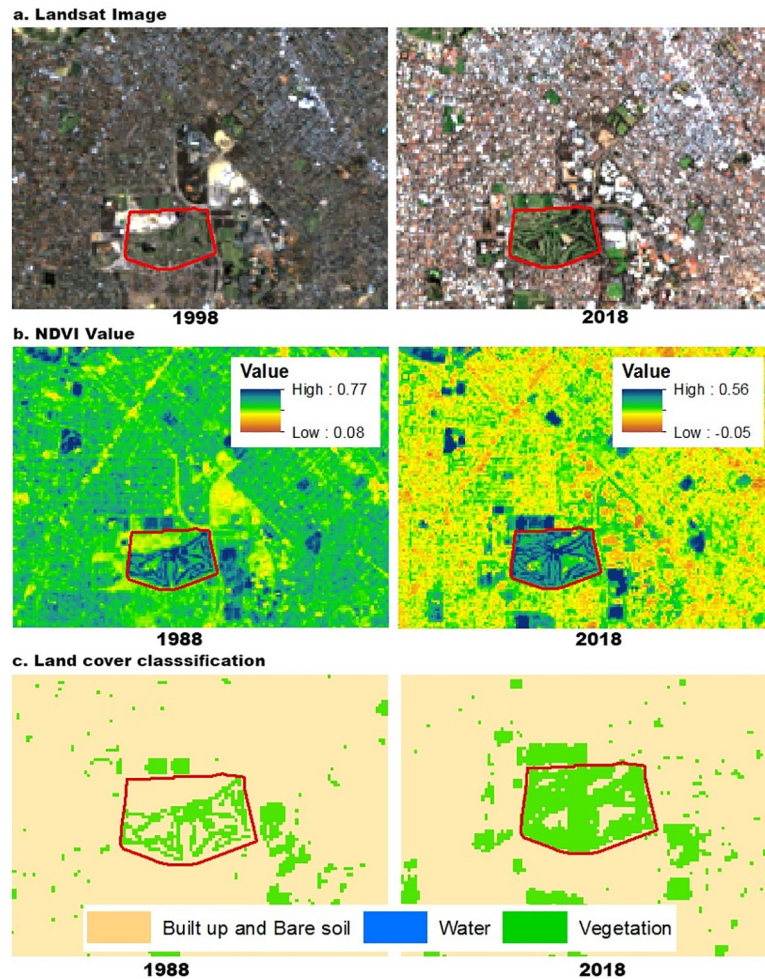 a. Landsat Image
1998 2018
b. NDVI Value
Value
High : 0.77
Low : 0.08
Value
High : 0.56
Low : -0.05
1988 2018
c. Land cover classsification
Built up and Bare soil Water Vegetation
1988 2018